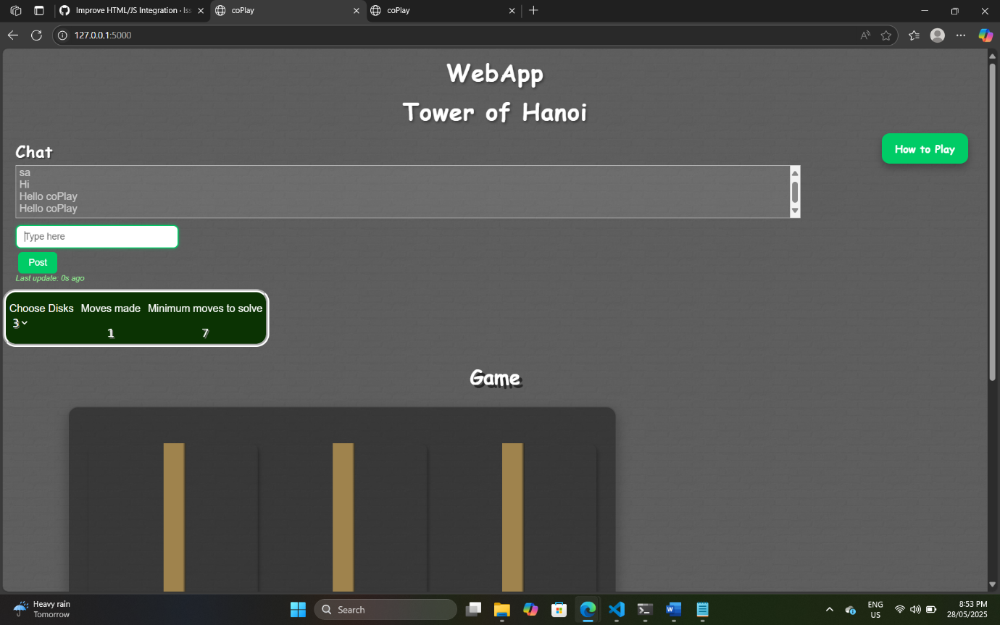 Improve HTML/JS Integration · Iss
coPlay
coPlay
127.0.0.1:5000
WebApp
Tower of Hanoi
Chat
How to Play
sa
Hi
Hello coPlay
Hello coPlay
Type here
Post
Last update: 0s ago
Choose Disks Moves made Minimum moves to solve
3
1 7
Game
Heavy rain
Tomorrow
Search
ENG
US
8:53 PM
28/05/2025